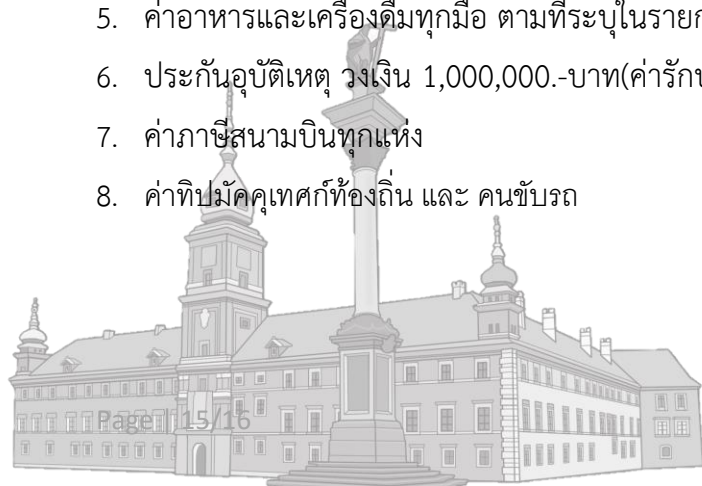 5. ค่าอาหารและเครื่องดื่มทุกมื้อ ตามที่ระบุในราย
6. ประกันอุบัติเหตุ วงเงิน 1,000,000.-บาท(ค่ารัก
7. ค่าภาษีสนามบินทุกแห่ง
8. ค่าทิปมัคคุเทศก์ท้องถิ่น และ คนขับรถ
Page | 15/16